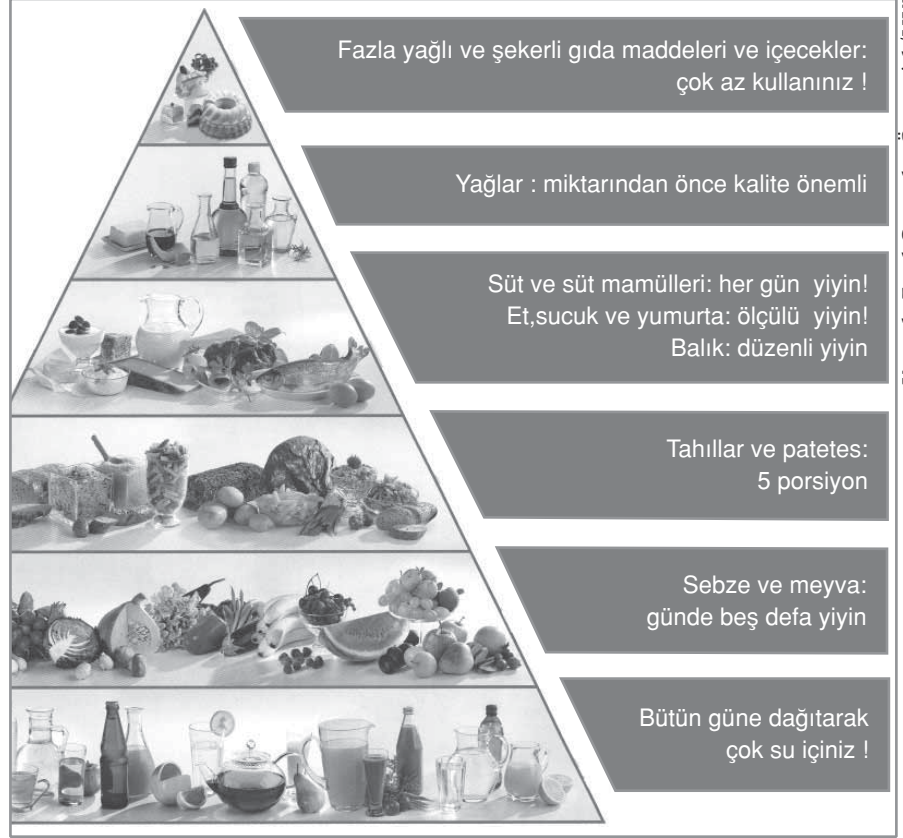 Fazla yağlı ve şekerli gıda maddeleri ve içecekler:
çok az kullanınız !
Yağlar : miktarından önce kalite önemli
Süt ve süt mamülleri: her gün yiyin!
Et,sucuk ve yumurta: ölçülü yiyin!
Balık: düzenli yiyin
Tahıllar ve patetes:
5 porsiyon
Sebze ve meyva:
günde beş defa yiyin
Bütün güne dağıtarak
çok su içiniz !